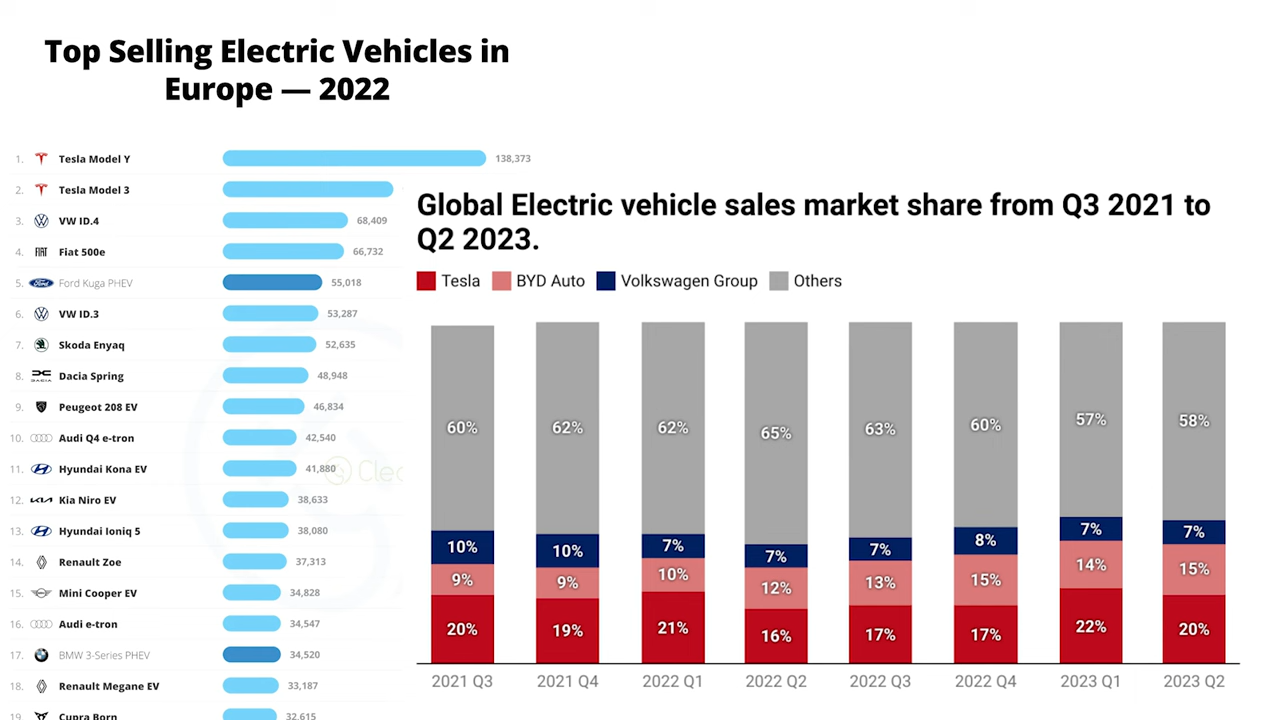 Top Selling Electric Vehicles in
Europe — 2022
1. Tesla Model Y 138,373
2. Tesla Model 3
3. VW ID.4 68,409
4. FIAT Fiat 500e 66,732
5. Ford Ford Kuga PHEV 55,018
6. VW ID.3 53,287
7. Skoda Enyaq 52,635
8. DACIA Dacia Spring 48,948
9. Peugeot 208 EV 46,834
10. Audi Q4 e-tron 42,540
11. Hyundai Kona EV 41,880
12. KIA Kia Niro EV 38,633
13. Hyundai Ioniq 5 38,080
14. Renault Zoe 37,313
15. Mini Cooper EV 34,828
16. Audi e-tron 34,547
17. BMW 3-Series PHEV 34,520
18. Renault Megane EV 33,187
19. Cupra Born 32,615
Global Electric vehicle sales market share from Q3 2021 to
Q2 2023.
Tesla BYD Auto Volkswagen Group Others
60% 62% 62% 65% 63% 60% 57% 58%
10% 10% 7% 7% 7% 8% 7% 7%
9% 9% 10% 12% 13% 15% 14% 15%
20% 19% 21% 16% 17% 17% 22% 20%
2021 Q3 2021 Q4 2022 Q1 2022 Q2 2022 Q3 2022 Q4 2023 Q1 2023 Q2